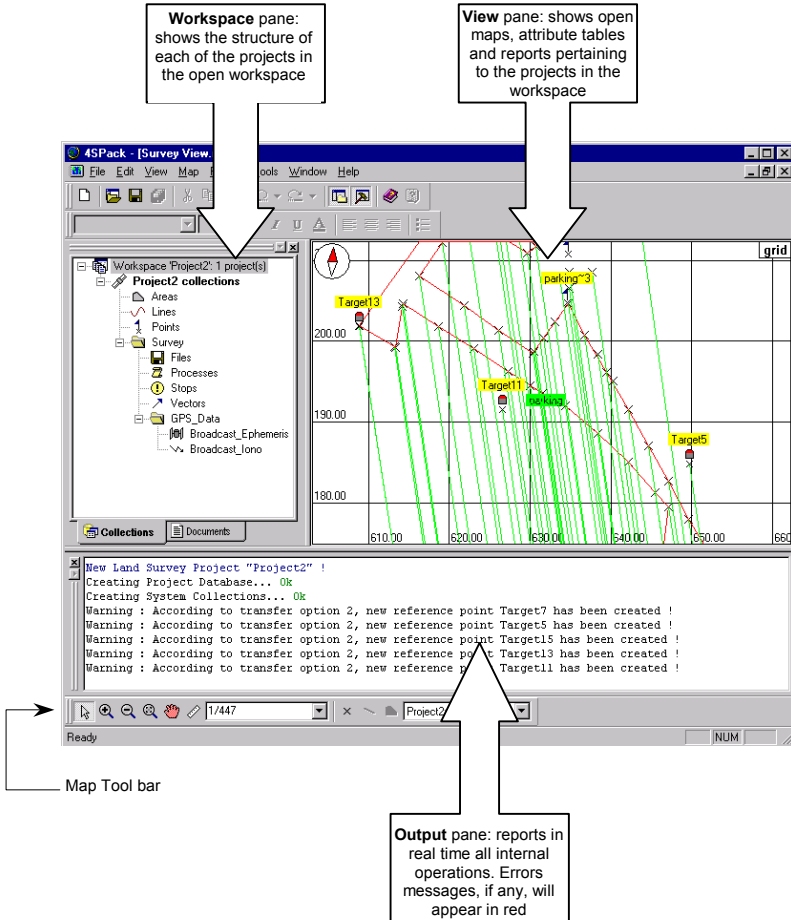 Workspace pane:
shows the structure of
each of the projects in
the open workspace
View pane: shows open
maps, attribute tables
and reports pertaining
to the projects in the
workspace
4SPack - [Survey View.
File Edit View Map ools Window Help
Workspace 'Project2': 1 project(s)
Project2 collections
Areas
Lines
Points
Survey
Files
Processes
Stops
Vectors
GPS_Data
Broadcast_Ephemeris
Broadcast_Iono
Collections Documents
grid
parking~3
Target13
200.00
Target11
parking
190.00
Target5
180.00
610.00 620.00 630.00 640.00 650.00 660
New Land Survey Project "Project2" !
Creating Project Database... Ok
Creating System Collections... Ok
Warning : According to transfer option 2, new reference point Target7 has been created !
Warning : According to transfer option 2, new reference point Target5 has been created !
Warning : According to transfer option 2, new reference point Target15 has been created !
Warning : According to transfer option 2, new reference point Target13 has been created !
Warning : According to transfer option 2, new reference p t Target11 has been created !
1/447 Project2
Ready NUM
Map Tool bar
Output pane: reports in
real time all internal
operations. Errors
messages, if any, will
appear in red